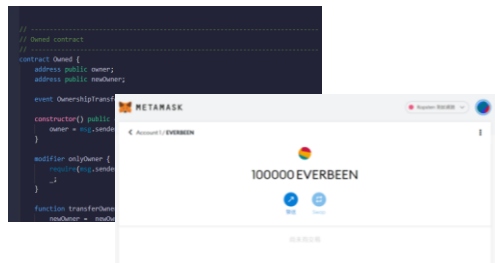 // -----------------------------------------------------------------------
// Owned contract
// -----------------------------------------------------------------------
contract Owned {
address public owner;
address public newOwner;
event OwnershipTransf
constructor() public
owner = msg.sende
}
modifier onlyOwner {
require(msg.sende
_;
}
function transferOwne
newOwner = _newOw
METAMASK
Account 1 / EVERBEEN
100000 EVERBEEN